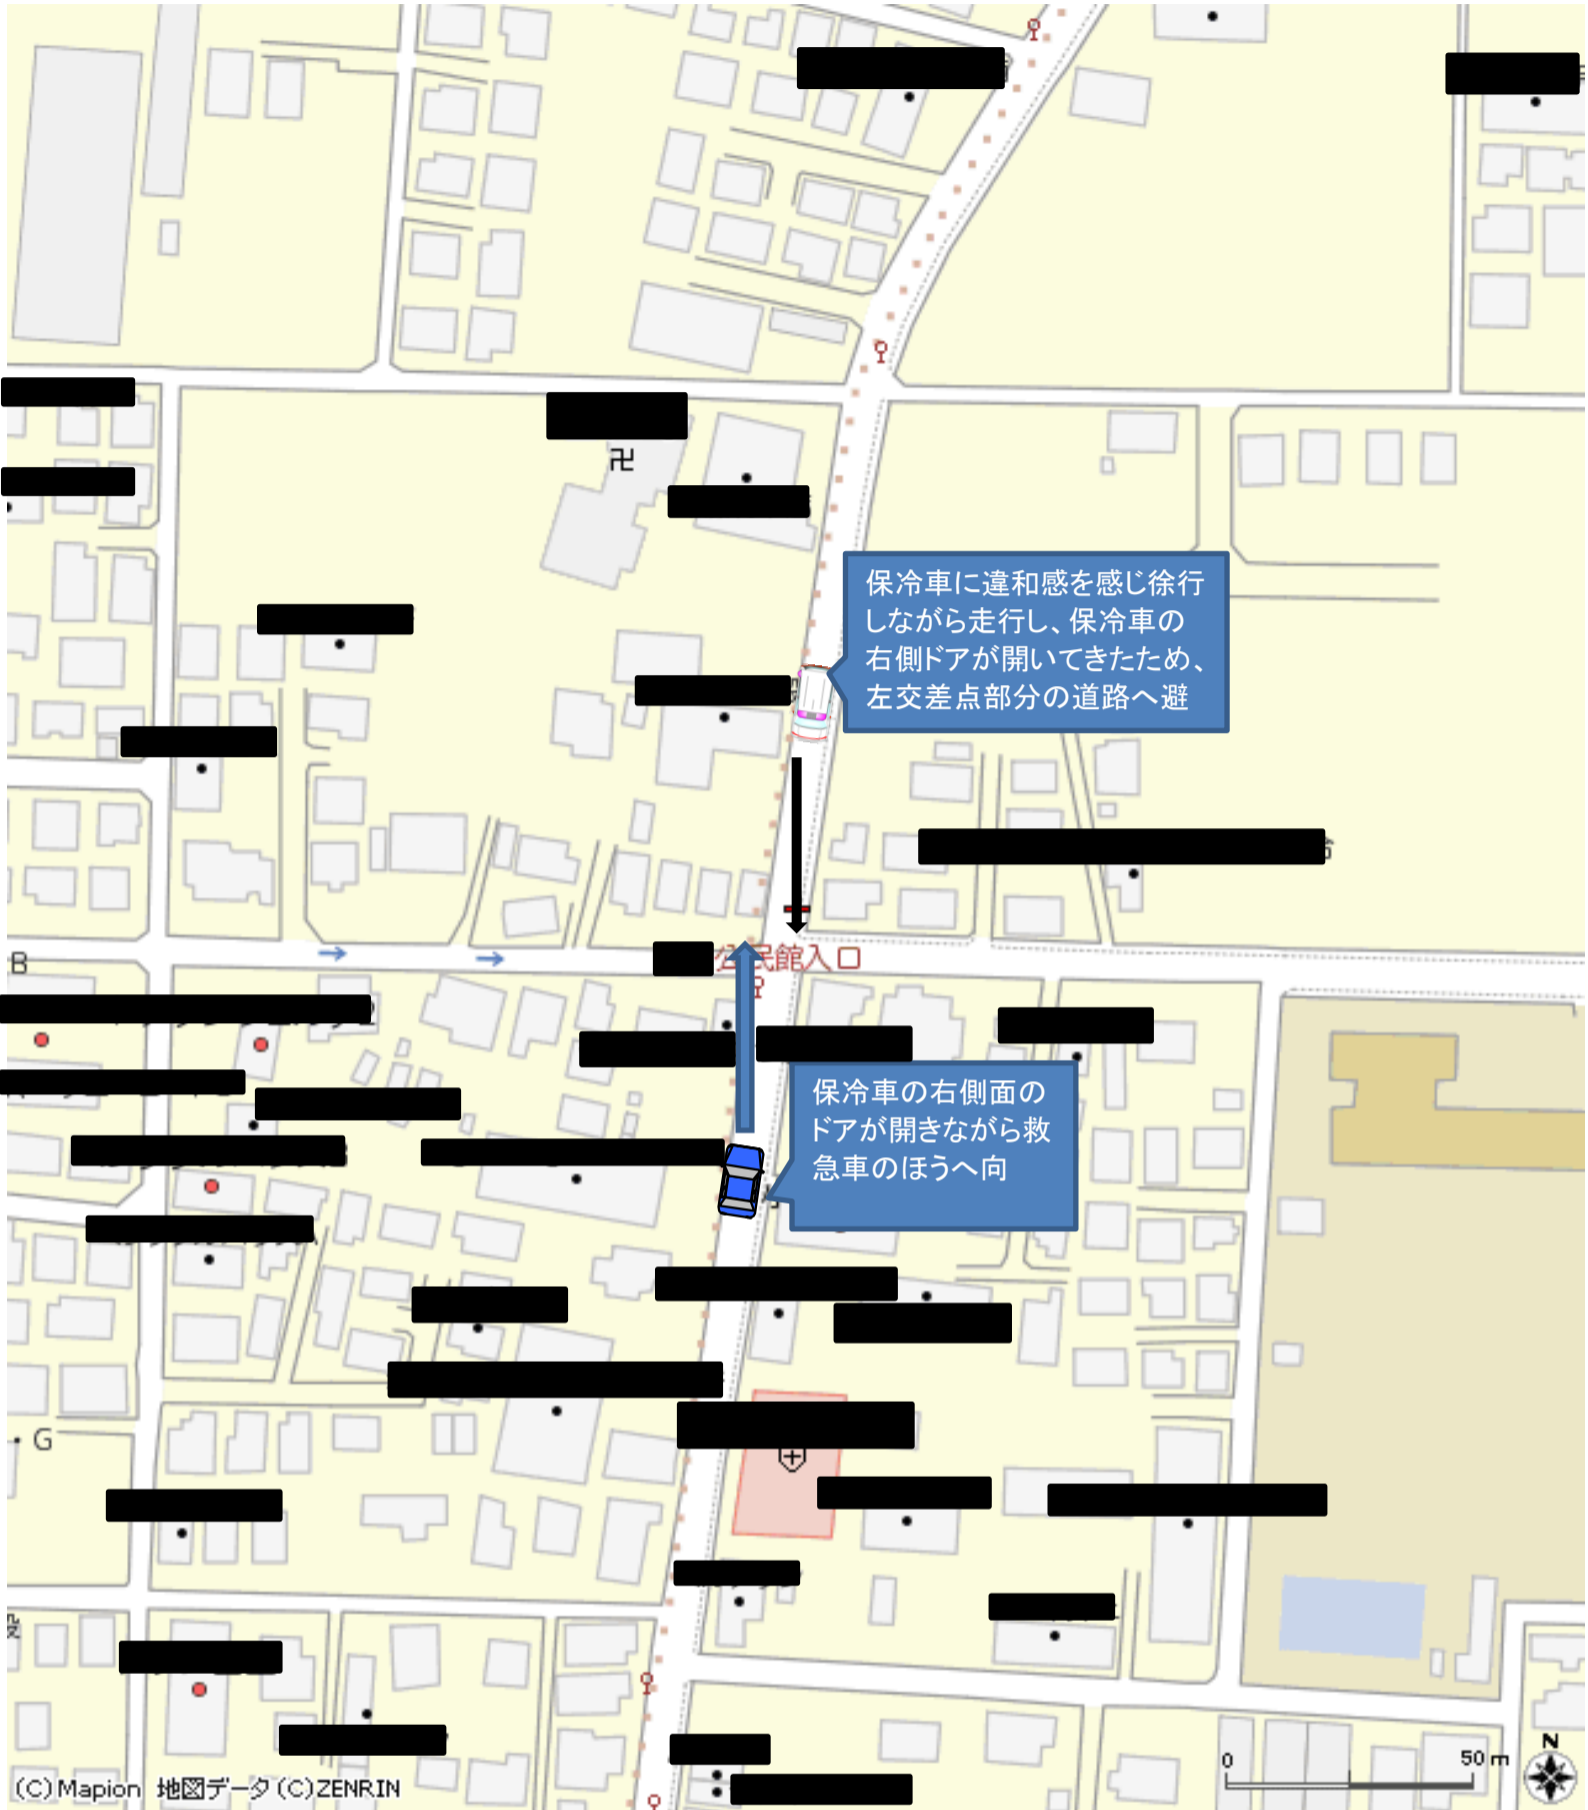 卍
保冷車に違和感を感じ徐行
しながら走行し、保冷車の
右側ドアが開いてきたため、
左交差点部分の道路へ避
B
公民館入口
保冷車の右側面の
ドアが開きながら救
急車のほうへ向
G
N
0 50 m
(C)Mapion 地図データ(C)ZENRIN